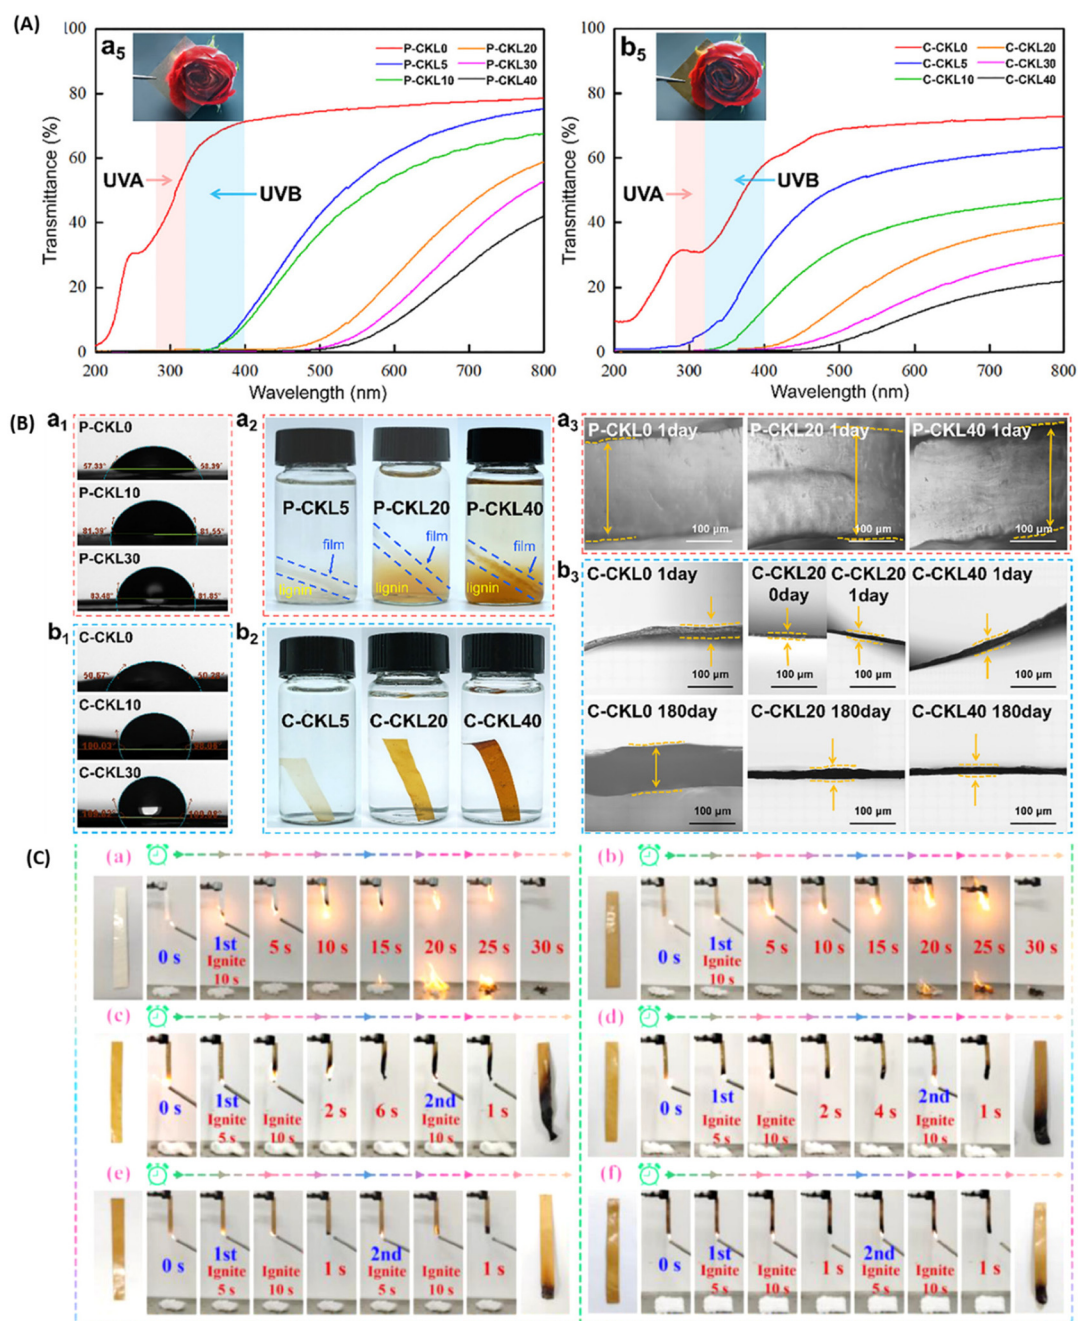 (A)
a5
P-CKL0
P-CKL5
P-CKL10
P-CKL20
P-CKL30
P-CKL40
UVA
UVB
Transmittance (%)
100
80
60
40
20
0
200 300 400 500 600 700 800
Wavelength (nm)
b5
C-CKL0
C-CKL5
C-CKL10
C-CKL20
C-CKL30
C-CKL40
UVA
UVB
Transmittance (%)
100
80
60
40
20
0
200 300 400 500 600 700 800
Wavelength (nm)
(B)
a1
P-CKL0
P-CKL10
P-CKL30
a2
P-CKL5 P-CKL20 P-CKL40
film film film
lignin lignin lignin
a3
P-CKL0 1day P-CKL20 1day P-CKL40 1day
100 μm 100 μm 100 μm
b1
C-CKL0
C-CKL10
C-CKL30
b2
C-CKL5 C-CKL20 C-CKL40
b3
C-CKL0 1day C-CKL20 0day C-CKL20 1day C-CKL40 1day
100 μm 100 μm 100 μm 100 μm
C-CKL0 180day C-CKL20 180day C-CKL40 180day
100 μm 100 μm 100 μm
(C)
(a)
0 s 1st Ignite 10 s 5 s 10 s 15 s 20 s 25 s 30 s
(b)
0 s 1st Ignite 10 s 5 s 10 s 15 s 20 s 25 s 30 s
(c)
0 s 1st Ignite 5 s Ignite 10 s 2 s 6 s 2nd Ignite 10 s 1 s
(d)
0 s 1st Ignite 5 s Ignite 10 s 2 s 4 s 2nd Ignite 10 s 1 s
(e)
0 s 1st Ignite 5 s Ignite 10 s 1 s 2nd Ignite 5 s Ignite 10 s 1 s
(f)
0 s 1st Ignite 5 s Ignite 10 s 1 s 2nd Ignite 5 s Ignite 10 s 1 s